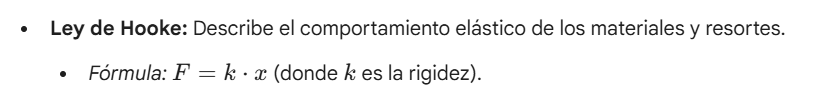 • Ley de Hooke: Describe el comportamiento elástico de los materiales y resortes.
• Fórmula: F = k · x (donde k es la rigidez).